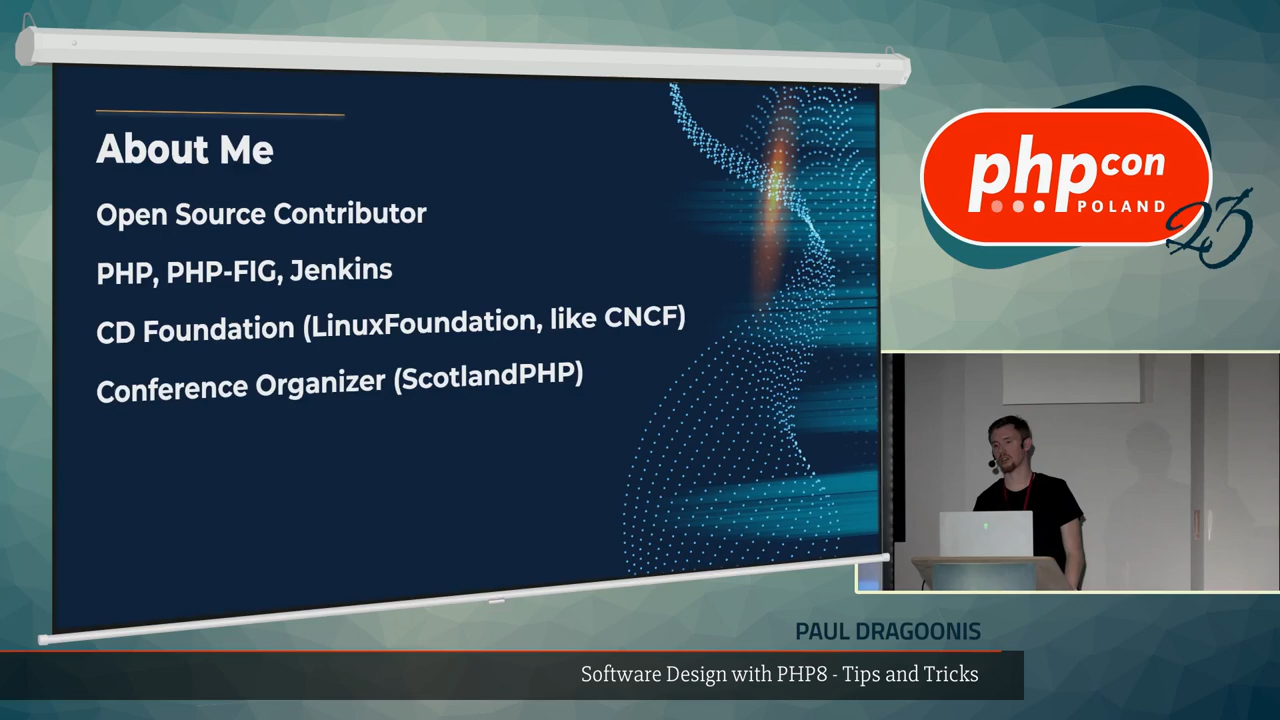 About Me
Open Source Contributor
PHP, PHP-FIG, Jenkins
CD Foundation (LinuxFoundation, like CNCF)
Conference Organizer (ScotlandPHP)
phpcon
POLAND
23
PAUL DRAGOONIS
Software Design with PHP8 - Tips and Tricks